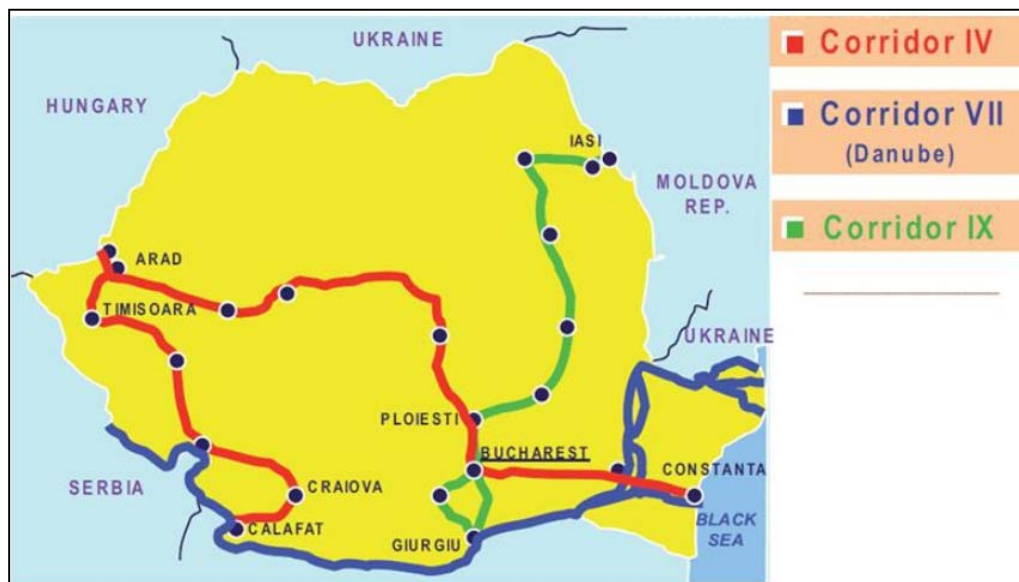 UKRAINE
HUNGARY
IASI
MOLDOVA
REP.
ARAD
TIMISOARA
UKRAINE
PLOIESTI
BUCHAREST
CONSTANTA
SERBIA
CRAIOVA
CALAFAT
GIURGIU
BLACK
SEA
Corridor IV
Corridor VII
(Danube)
Corridor IX